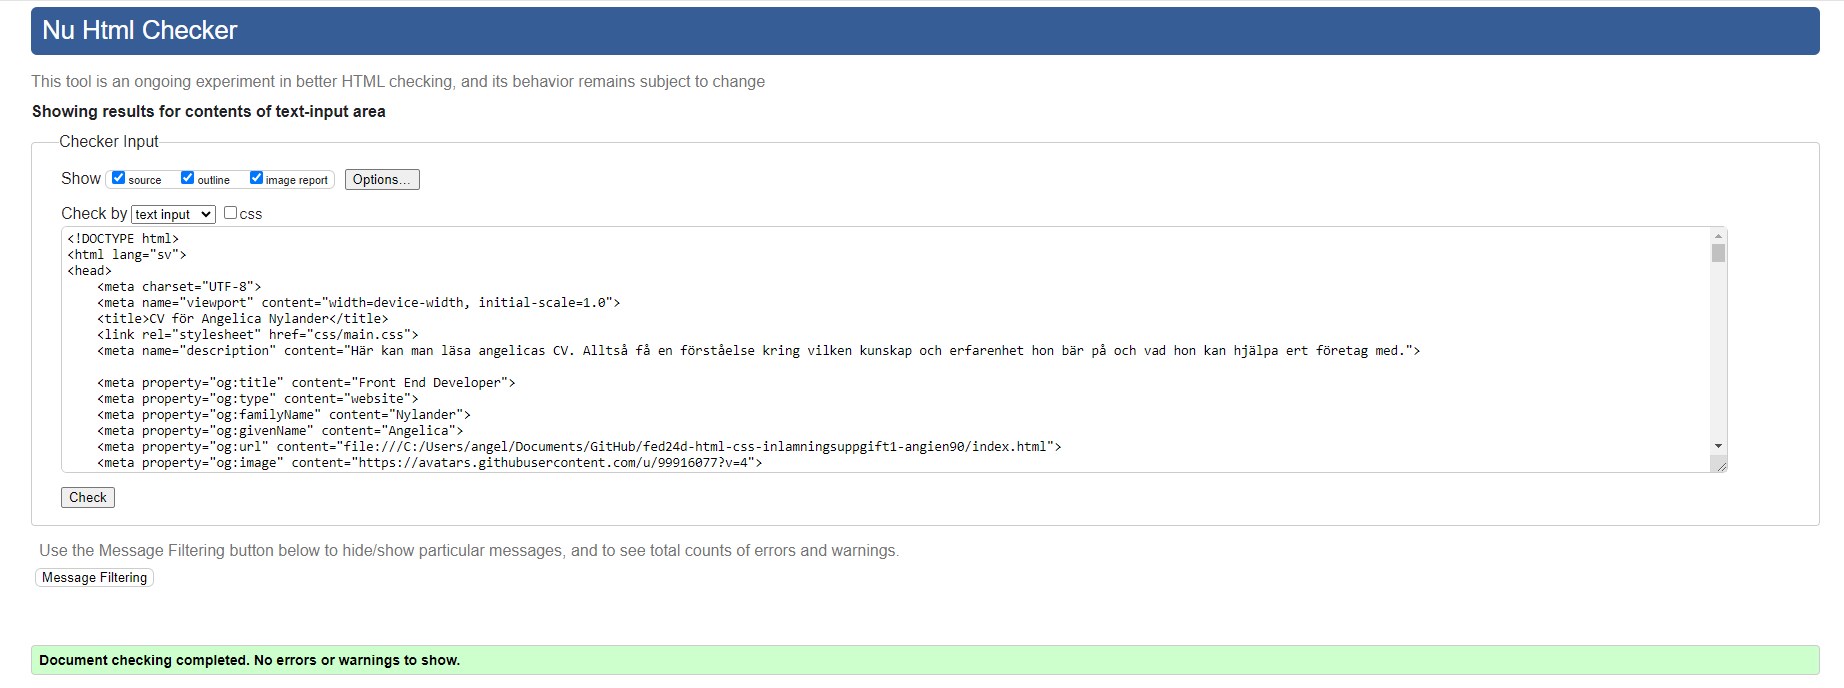 Nu Html Checker
This tool is an ongoing experiment in better HTML checking, and its behavior remains subject to change
Showing results for contents of text-input area
Checker Input
Show source outline image report Options...
Check by text input css
<!DOCTYPE html>
<html lang="sv">
<head>
    <meta charset="UTF-8">
    <meta name="viewport" content="width=device-width, initial-scale=1.0">
    <title>CV för Angelica Nylander</title>
    <link rel="stylesheet" href="css/main.css">
    <meta name="description" content="Här kan man läsa angelicas CV. Alltså få en förståelse kring vilken kunskap och erfarenhet hon bär på och vad hon kan hjälpa ert företag med.">
    <meta property="og:title" content="Front End Developer">
    <meta property="og:type" content="website">
    <meta property="og:familyName" content="Nylander">
    <meta property="og:givenName" content="Angelica">
    <meta property="og:url" content="file:///C:/Users/angel/Documents/GitHub/fed24d-html-css-inlamningsuppgift1-angien90/index.html">
    <meta property="og:image" content="https://avatars.githubusercontent.com/u/99916077?v=4">
Check
Use the Message Filtering button below to hide/show particular messages, and to see total counts of errors and warnings.
Message Filtering
Document checking completed. No errors or warnings to show.